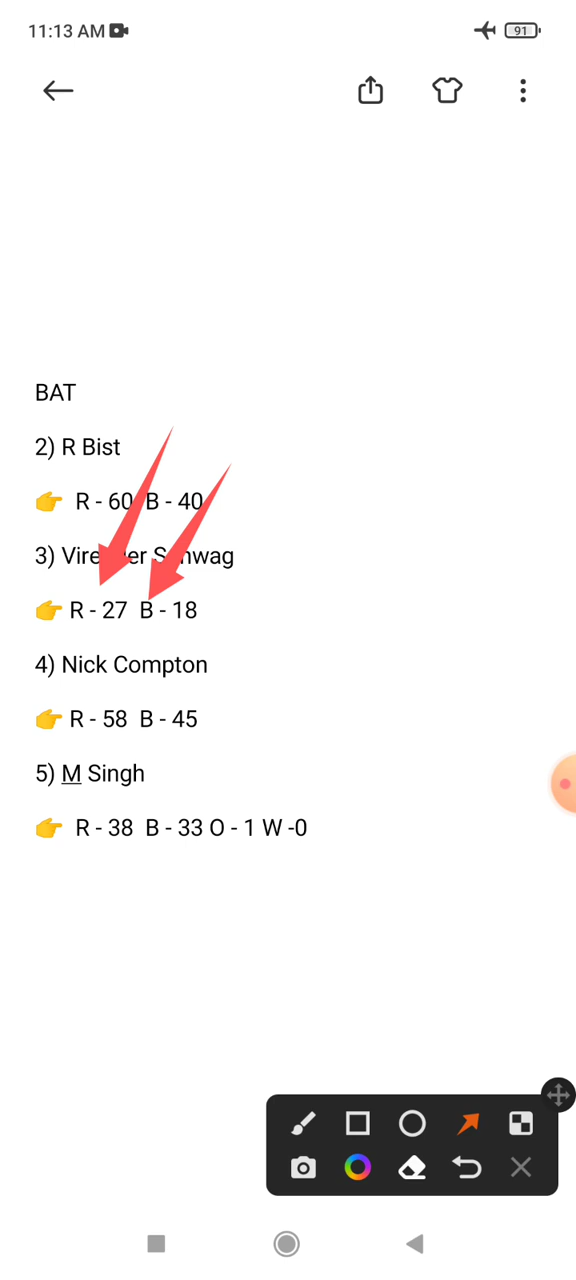 11:13 AM
91
BAT
2) R Bist
👉 R - 60 B - 40
3) Vire er S hwag
👉 R - 27 B - 18
4) Nick Compton
👉 R - 58 B - 45
5) M Singh
👉 R - 38 B - 33 O - 1 W -0